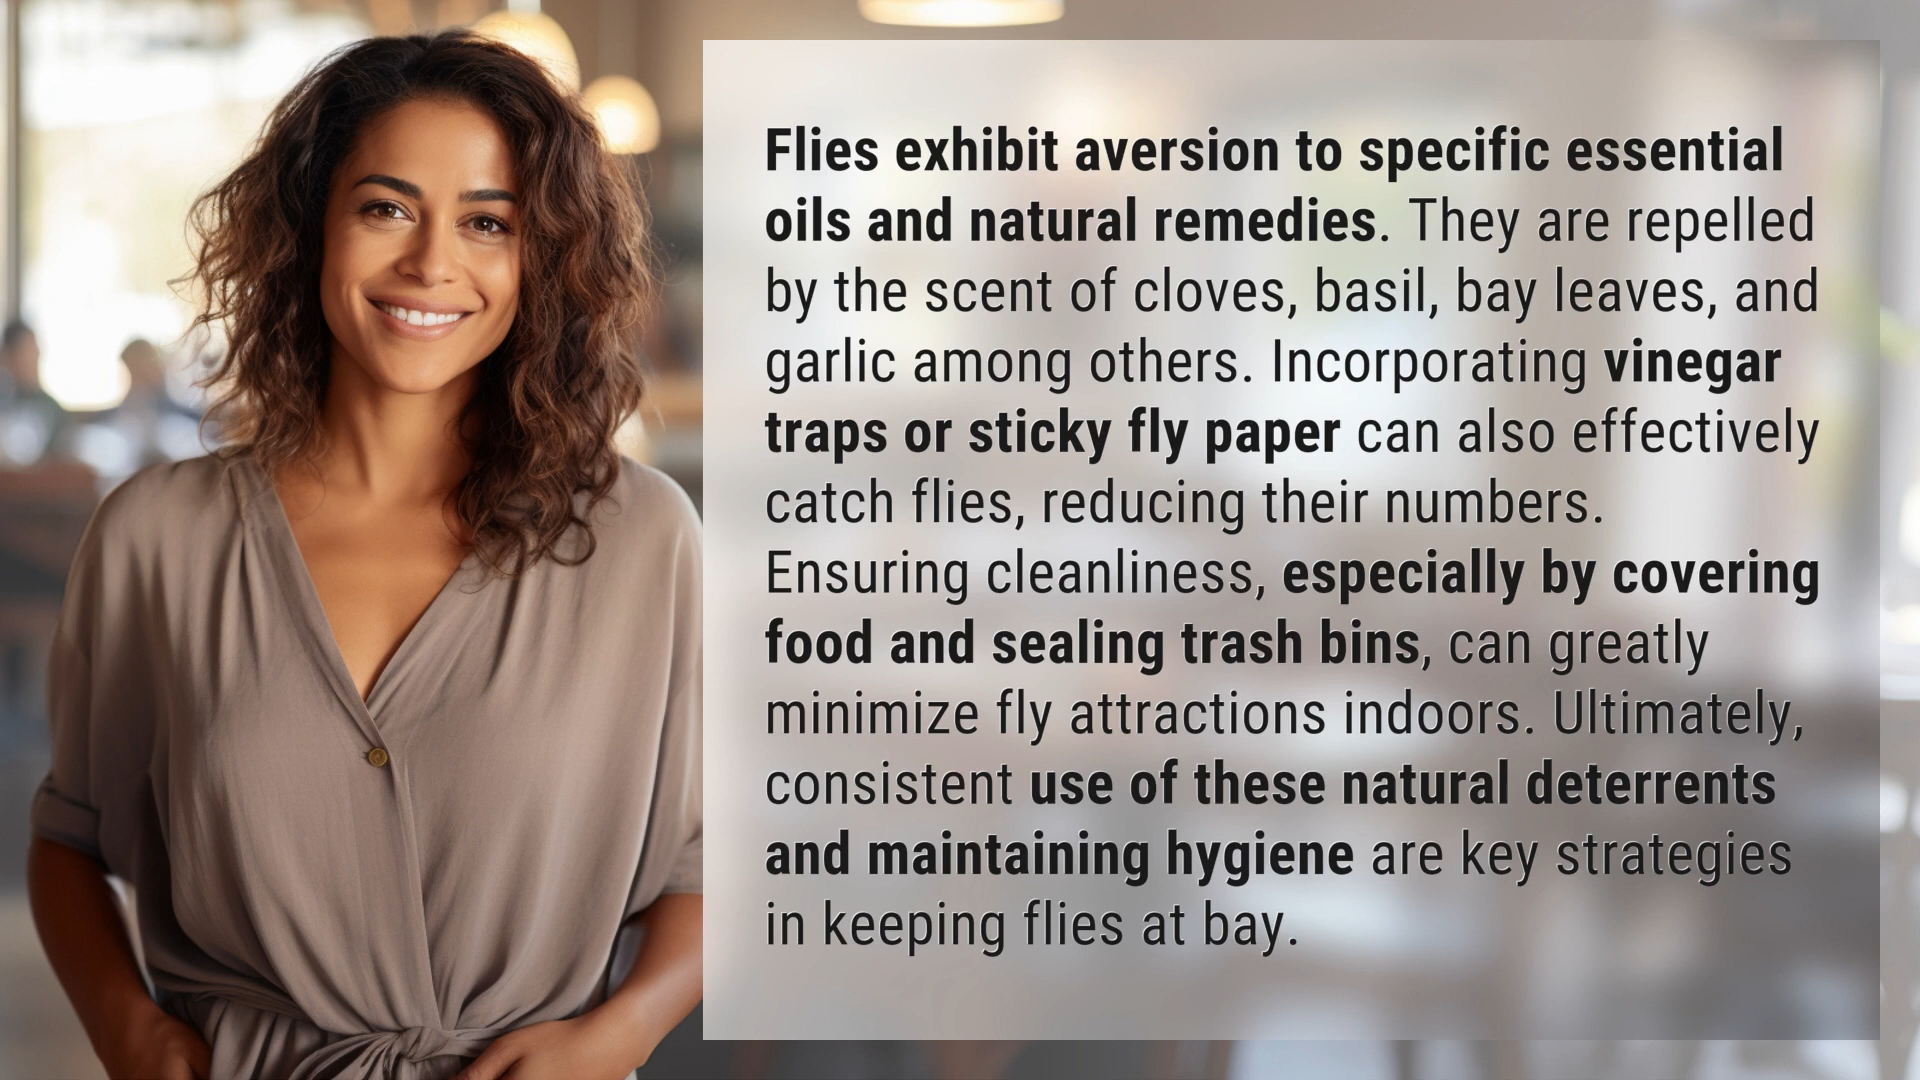 Flies exhibit aversion to specific essential
oils and natural remedies. They are repelled
by the scent of cloves, basil, bay leaves, and
garlic among others. Incorporating vinegar
traps or sticky fly paper can also effectively
catch flies, reducing their numbers.
Ensuring cleanliness, especially by covering
food and sealing trash bins, can greatly
minimize fly attractions indoors. Ultimately,
consistent use of these natural deterrents
and maintaining hygiene are key strategies
in keeping flies at bay.